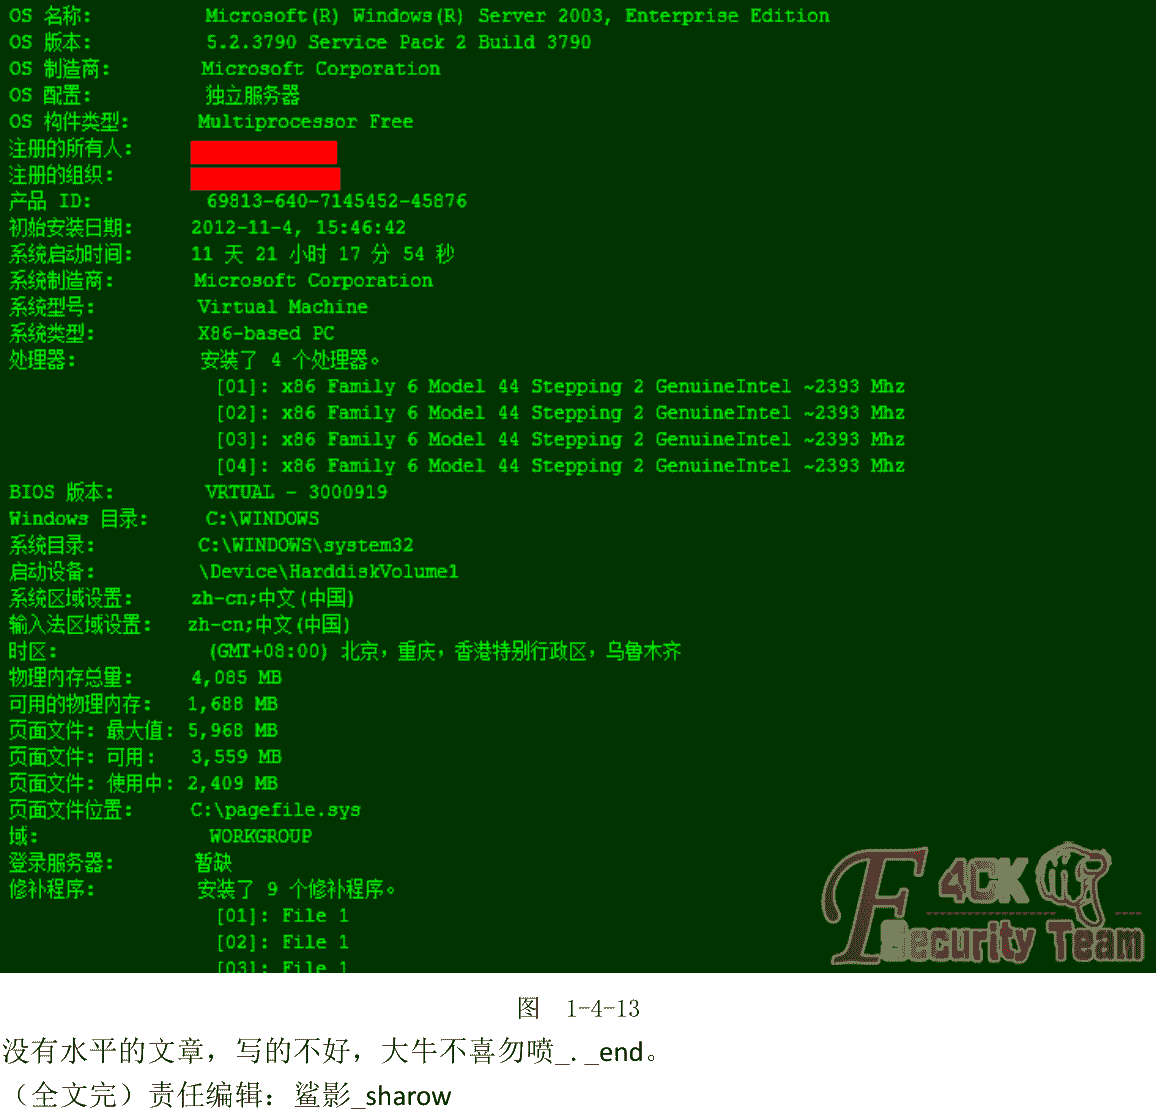 OS 名称: Microsoft(R) Windows(R) Server 2003, Enterprise Edition
OS 版本: 5.2.3790 Service Pack 2 Build 3790
OS 制造商: Microsoft Corporation
OS 配置: 独立服务器
OS 构件类型: Multiprocessor Free
注册的所有人:
注册的组织:
产品 ID: 69813-640-7145452-45876
初始安装日期: 2012-11-4, 15:46:42
系统启动时间: 11 天 21 小时 17 分 54 秒
系统制造商: Microsoft Corporation
系统型号: Virtual Machine
系统类型: X86-based PC
处理器: 安装了 4 个处理器。
[01]: x86 Family 6 Model 44 Stepping 2 GenuineIntel ~2393 Mhz
[02]: x86 Family 6 Model 44 Stepping 2 GenuineIntel ~2393 Mhz
[03]: x86 Family 6 Model 44 Stepping 2 GenuineIntel ~2393 Mhz
[04]: x86 Family 6 Model 44 Stepping 2 GenuineIntel ~2393 Mhz
BIOS 版本: VRTUAL - 3000919
Windows 目录: C:\WINDOWS
系统目录: C:\WINDOWS\system32
启动设备: \Device\HarddiskVolume1
系统区域设置: zh-cn;中文(中国)
输入法区域设置: zh-cn;中文(中国)
时区: (GMT+08:00) 北京，重庆，香港特别行政区，乌鲁木齐
物理内存总量: 4,085 MB
可用的物理内存: 1,688 MB
页面文件: 最大值: 5,968 MB
页面文件: 可用: 3,559 MB
页面文件: 使用中: 2,409 MB
页面文件位置: C:\pagefile.sys
域: WORKGROUP
登录服务器: 暂缺
修补程序: 安装了 9 个修补程序。
[01]: File 1
[02]: File 1
[03]: File 1
F4CK
Security Team
图 1-4-13
没有水平的文章，写的不好，大牛不喜勿喷_._end。
（全文完）责任编辑：鲨影_sharow